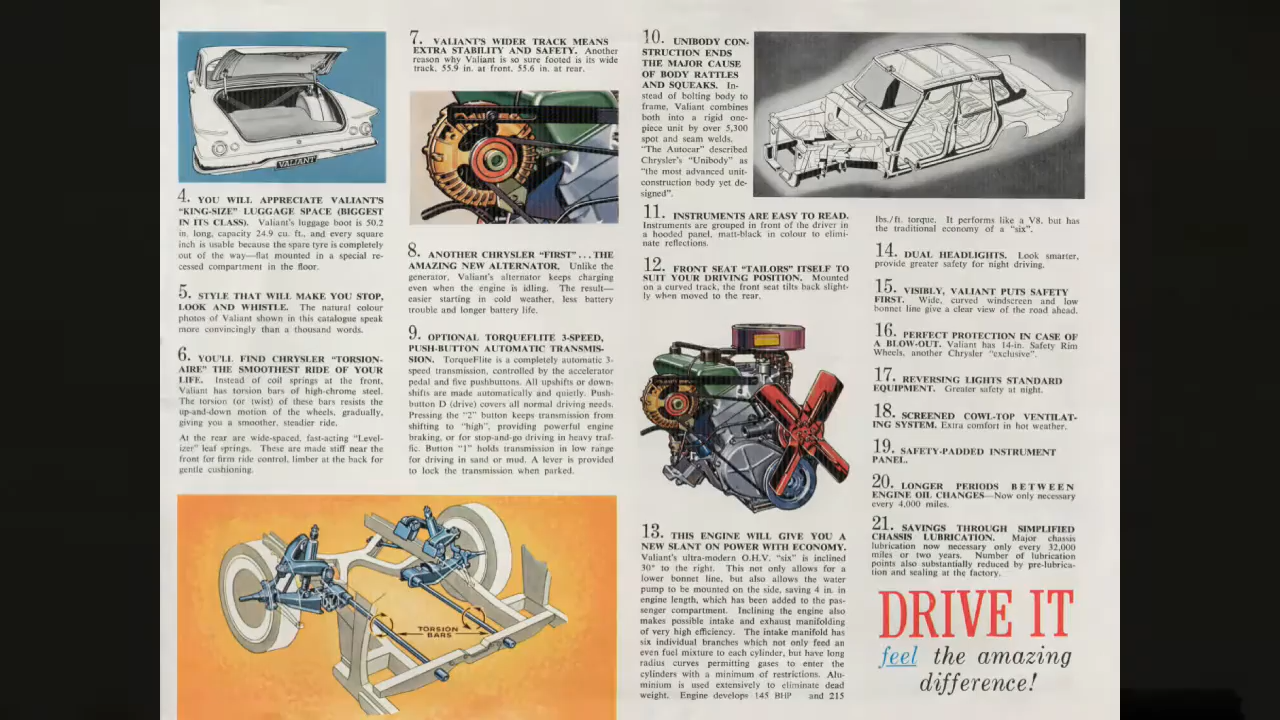 VALIANT
4. YOU WILL APPRECIATE VALIANT'S
"KING-SIZE" LUGGAGE SPACE (BIGGEST
IN ITS CLASS). Valiant's luggage boot is 50.2
in. long, capacity 24.9 cu. ft., and every square
inch is usable because the spare tyre is completely
out of the way—flat mounted in a special re-
cessed compartment in the floor.
5. STYLE THAT WILL MAKE YOU STOP,
LOOK AND WHISTLE. The natural colour
photos of Valiant shown in this catalogue speak
more convincingly than a thousand words.
6. YOU'LL FIND CHRYSLER "TORSION-
AIRE" THE SMOOTHEST RIDE OF YOUR
LIFE. Instead of coil springs at the front,
Valiant has torsion bars of high-chrome steel.
The torsion (or twist) of these bars resists the
up-and-down motion of the wheels, gradually,
giving you a smoother, steadier ride.
At the rear are wide-spaced, fast-acting "Level-
izer" leaf springs. These are made stiff near the
front for firm ride control, limber at the back for
gentle cushioning.
7. VALIANT'S WIDER TRACK MEANS
EXTRA STABILITY AND SAFETY. Another
reason why Valiant is so sure footed is its wide
track, 55.9 in. at front, 55.6 in. at rear.
8. ANOTHER CHRYSLER "FIRST" . . . THE
AMAZING NEW ALTERNATOR. Unlike the
generator, Valiant's alternator keeps charging
even when the engine is idling. The result—
easier starting in cold weather, less battery
trouble and longer battery life.
9. OPTIONAL TORQUEFLITE 3-SPEED,
PUSH-BUTTON AUTOMATIC TRANSMIS-
SION. TorqueFlite is a completely automatic 3-
speed transmission, controlled by the accelerator
pedal and five pushbuttons. All upshifts or down-
shifts are made automatically and quietly. Push-
button D (drive) covers all normal driving needs.
Pressing the "2" button keeps transmission from
shifting to "high", providing powerful engine
braking, or for stop-and-go driving in heavy traf-
fic. Button "1" holds transmission in low range
for driving in sand or mud. A lever is provided
to lock the transmission when parked.
TORSION
BARS
10. UNIBODY CON-
STRUCTION ENDS
THE MAJOR CAUSE
OF BODY RATTLES
AND SQUEAKS. In-
stead of bolting body to
frame, Valiant combines
both into a rigid one-
piece unit by over 5,300
spot and seam welds.
"The Autocar" described
Chrysler's "Unibody" as
"the most advanced unit-
construction body yet de-
signed".
11. INSTRUMENTS ARE EASY TO READ.
Instruments are grouped in front of the driver in
a hooded panel, matt-black in colour to elimi-
nate reflections.
12. FRONT SEAT "TAILORS" ITSELF TO
SUIT YOUR DRIVING POSITION. Mounted
on a curved track, the front seat tilts back slight-
ly when moved to the rear.
13. THIS ENGINE WILL GIVE YOU A
NEW SLANT ON POWER WITH ECONOMY.
Valiant's ultra-modern O.H.V. "six" is inclined
30° to the right. This not only allows for a
lower bonnet line, but also allows the water
pump to be mounted on the side, saving 4 in. in
engine length, which has been added to the pas-
senger compartment. Inclining the engine also
makes possible intake and exhaust manifolding
of very high efficiency. The intake manifold has
six individual branches which not only feed an
even fuel mixture to each cylinder, but have long
radius curves permitting gases to enter the
cylinders with a minimum of restrictions. Alu-
minium is used extensively to eliminate dead
weight. Engine develops 145 BHP and 215
lbs./ft. torque. It performs like a V8, but has
the traditional economy of a "six".
14. DUAL HEADLIGHTS. Look smarter,
provide greater safety for night driving.
15. VISIBLY, VALIANT PUTS SAFETY
FIRST. Wide, curved windscreen and low
bonnet line give a clear view of the road ahead.
16. PERFECT PROTECTION IN CASE OF
A BLOW-OUT. Valiant has 14-in. Safety Rim
Wheels, another Chrysler "exclusive".
17. REVERSING LIGHTS STANDARD
EQUIPMENT. Greater safety at night.
18. SCREENED COWL-TOP VENTILAT-
ING SYSTEM. Extra comfort in hot weather.
19. SAFETY-PADDED INSTRUMENT
PANEL.
20. LONGER PERIODS BETWEEN
ENGINE OIL CHANGES—Now only necessary
every 4,000 miles.
21. SAVINGS THROUGH SIMPLIFIED
CHASSIS LUBRICATION. Major chassis
lubrication now necessary only every 32,000
miles or two years. Number of lubrication
points also substantially reduced by pre-lubrica-
tion and sealing at the factory.
DRIVE IT
feel the amazing
difference!